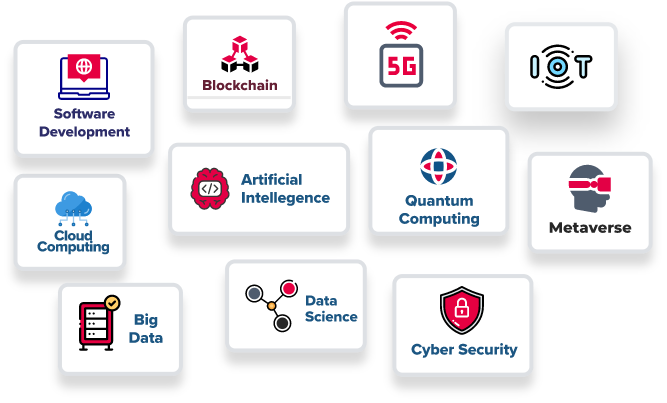 Software
Development
Blockchain
5G
IOT
Cloud
Computing
Artificial
Intellegence
</>
Quantum
Computing
Metaverse
Big
Data
Data
Science
Cyber Security